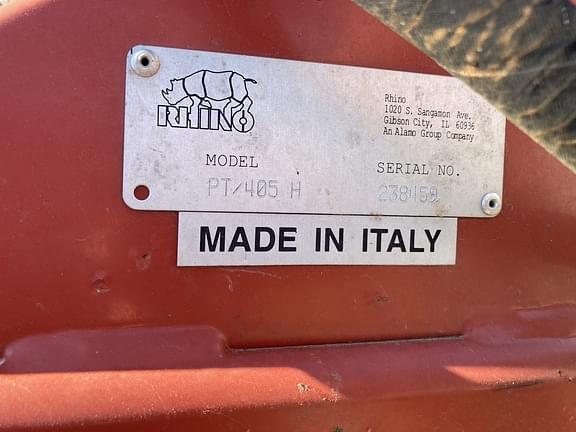 RHINO
Rhino
1020 S. Sangamon Ave.
Gibson City, IL 60936
An Alamo Group Company
MODEL
SERIAL NO.
PT/405 H
238459
MADE IN ITALY